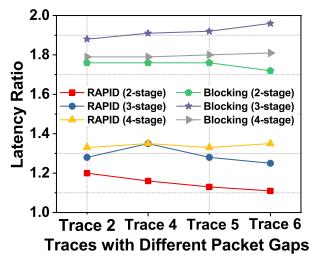 2.0
1.8
1.6
1.4
1.2
1.0
Latency Ratio
RAPID (2-stage) Blocking (2-stage)
RAPID (3-stage) Blocking (3-stage)
RAPID (4-stage) Blocking (4-stage)
Trace 2 Trace 4 Trace 5 Trace 6
Traces with Different Packet Gaps